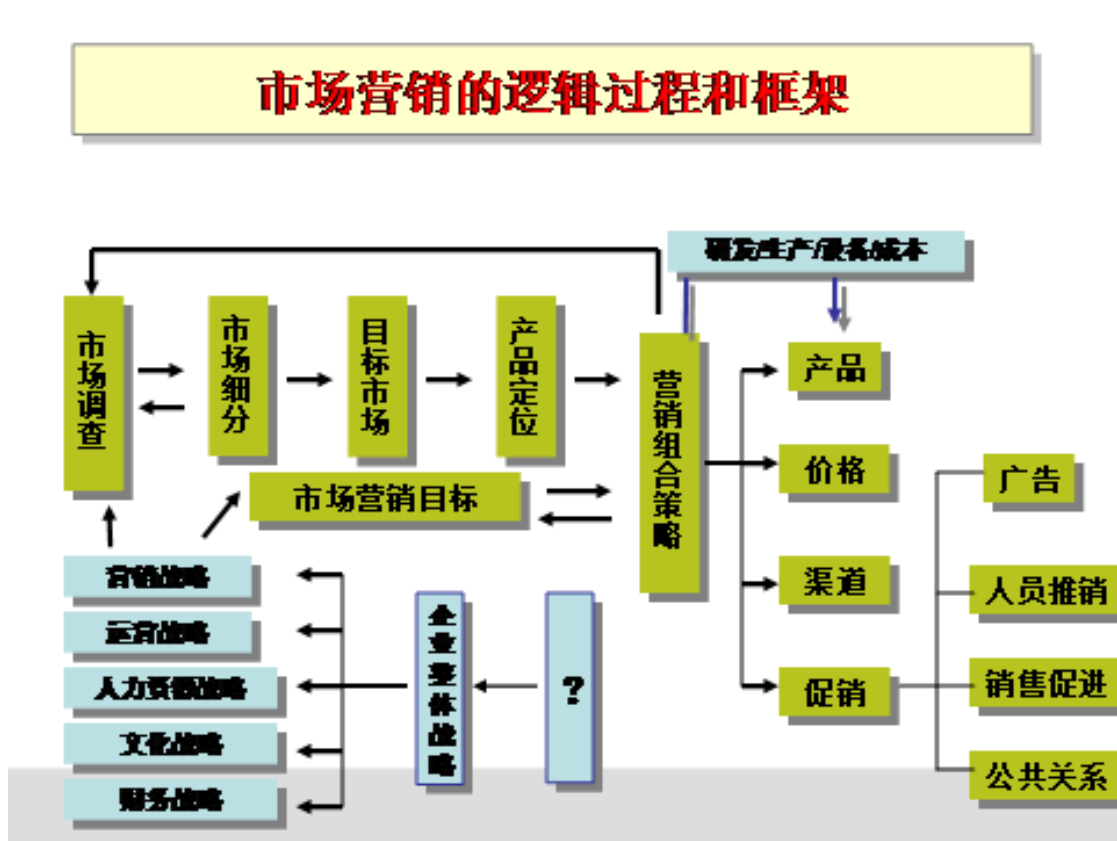 市场营销的逻辑过程和框架
研发/生产/设备/成本
市场调查
市场细分
目标市场
产品定位
营销组合策略
产品
价格
渠道
促销
广告
人员推销
销售促进
公共关系
市场营销目标
营销战略
运营战略
人力资源战略
文化战略
财务战略
企业整体战略
？